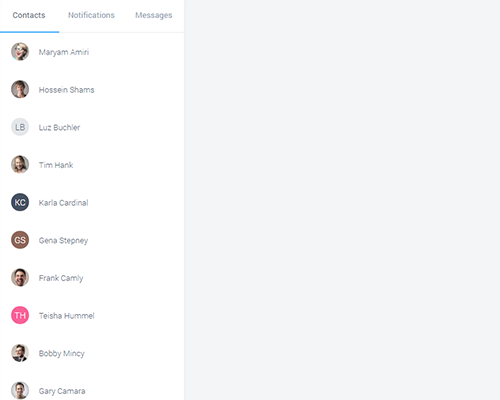 Contacts Notifications Messages
Maryam Amiri
Hossein Shams
LB Luz Buchler
Tim Hank
KC Karla Cardinal
GS Gena Stepney
Frank Camly
TH Teisha Hummel
Bobby Mincy
Gary Camara